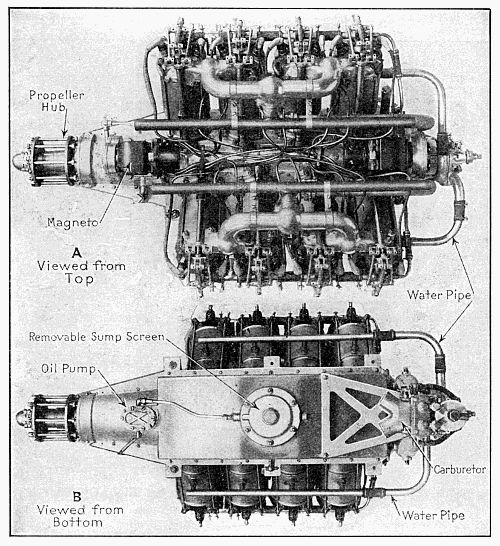 Propeller
Hub
Magneto
A
Viewed from
Top
Water Pipe
Removable Sump Screen
Oil Pump
Carburetor
B
Viewed from
Bottom
Water Pipe